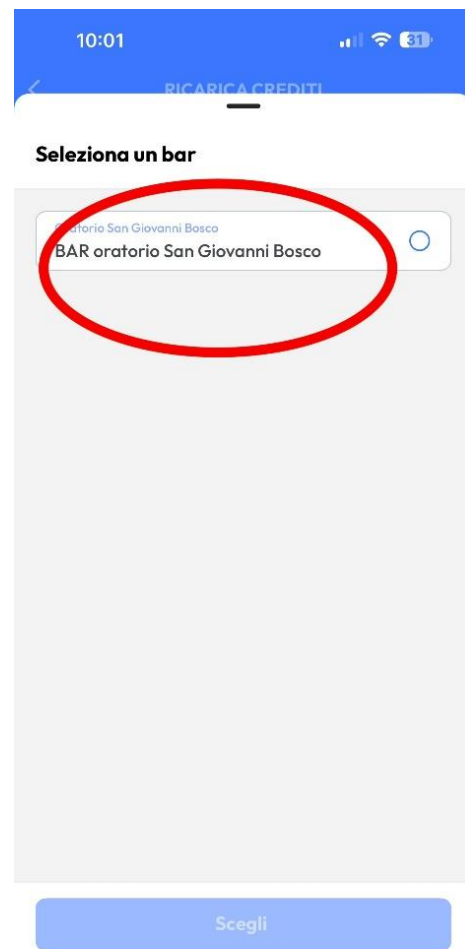 10:01
31
RICARICA CREDITI
Seleziona un bar
Oratorio San Giovanni Bosco
BAR oratorio San Giovanni Bosco
Scegli